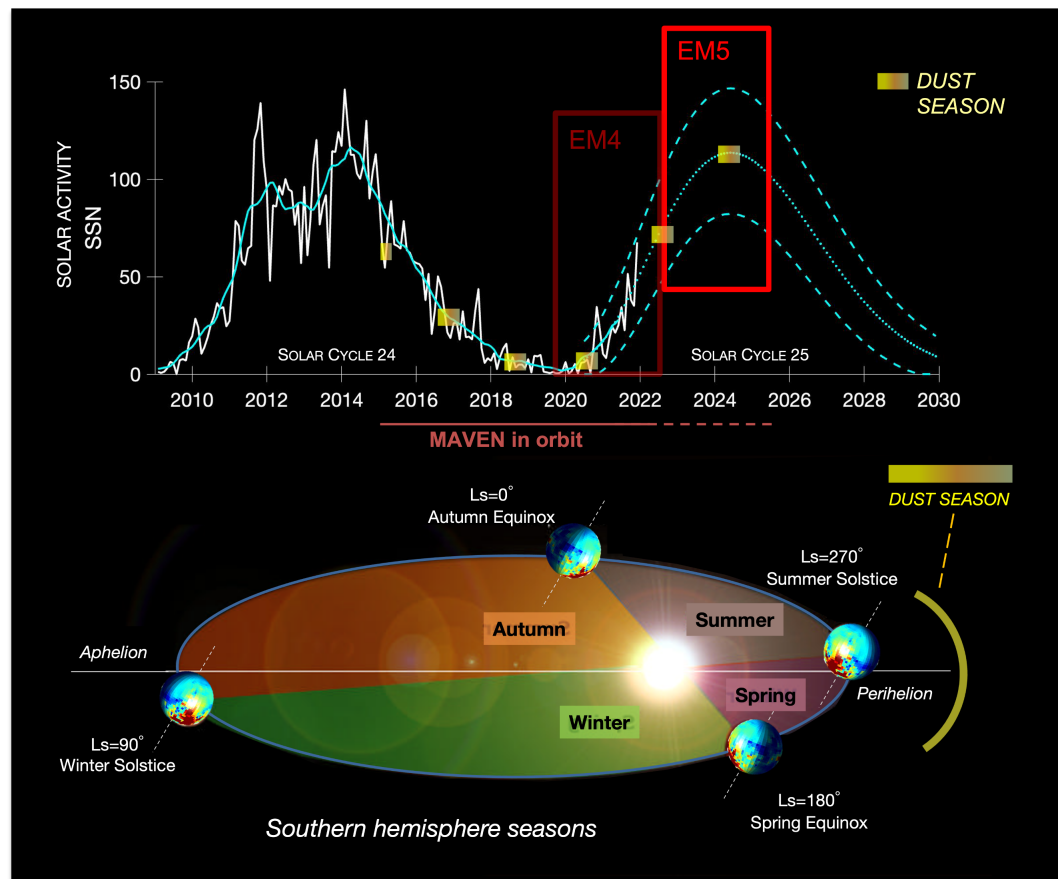 EM5
150
DUST
SEASON
EM4
SOLAR ACTIVITY
SSN
100
50
SOLAR CYCLE 24
SOLAR CYCLE 25
0
2010 2012 2014 2016 2018 2020 2022 2024 2026 2028 2030
MAVEN in orbit
Ls=0°
Autumn Equinox
DUST SEASON
Ls=270°
Summer Solstice
Autumn
Summer
Aphelion
Perihelion
Spring
Winter
Ls=90°
Winter Solstice
Ls=180°
Spring Equinox
Southern hemisphere seasons